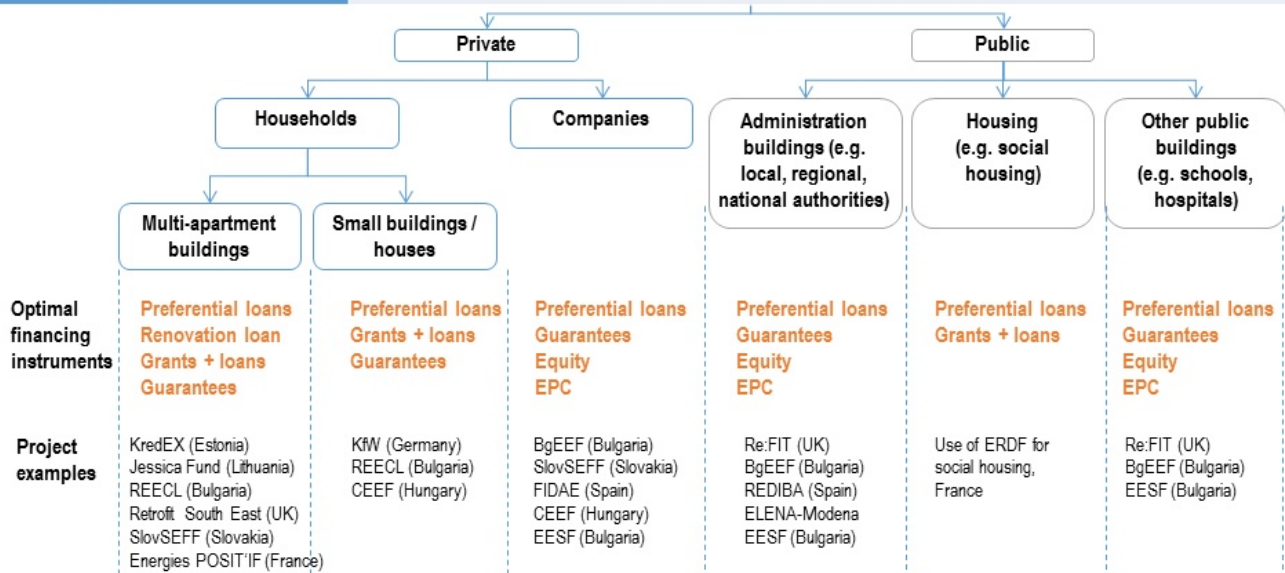 Private
Public
Households
Companies
Administration
buildings (e.g.
local, regional,
national authorities)
Housing
(e.g. social
housing)
Other public
buildings
(e.g. schools,
hospitals)
Multi-apartment
buildings
Small buildings /
houses
Optimal
financing
instruments
Preferential loans
Renovation loan
Grants + loans
Guarantees
Preferential loans
Grants + loans
Guarantees
Preferential loans
Guarantees
Equity
EPC
Preferential loans
Guarantees
Equity
EPC
Preferential loans
Grants + loans
Preferential loans
Guarantees
Equity
EPC
Project
examples
KredEX (Estonia)
Jessica Fund (Lithuania)
REECL (Bulgaria)
Retroft South East (UK)
SlovSEFF (Slovakia)
Energies POSIT'IF (France)
KfW (Germany)
REECL (Bulgaria)
CEEF (Hungary)
BgEEF (Bulgaria)
SlovSEFF (Slovakia)
FIDAE (Spain)
CEEF (Hungary)
EESF (Bulgaria)
Re:FIT (UK)
BgEEF (Bulgaria)
REDIBA (Spain)
ELENA-Modena
EESF (Bulgaria)
Use of ERDF for
social housing,
France
Re:FIT (UK)
BgEEF (Bulgaria)
EESF (Bulgaria)